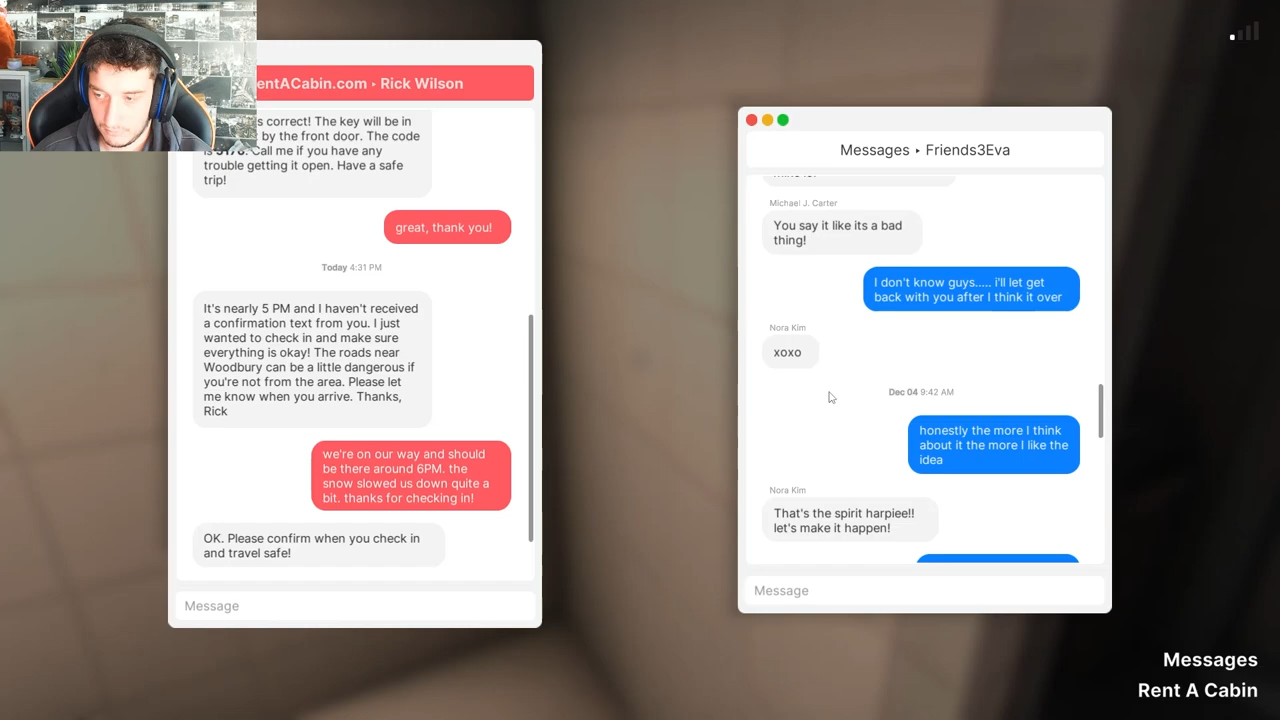 entACabin.com ▸ Rick Wilson
s correct! The key will be in
by the front door. The code
Call me if you have any
trouble getting it open. Have a safe
trip!
great, thank you!
Today 4:31 PM
It's nearly 5 PM and I haven't received
a confirmation text from you. I just
wanted to check in and make sure
everything is okay! The roads near
Woodbury can be a little dangerous if
you're not from the area. Please let
me know when you arrive. Thanks,
Rick
we're on our way and should
be there around 6PM. the
snow slowed us down quite a
bit. thanks for checking in!
OK. Please confirm when you check in
and travel safe!
Message
Messages ▸ Friends3Eva
Michael J. Carter
You say it like its a bad
thing!
I don't know guys..... i'll let get
back with you after I think it over
Nora Kim
xoxo
Dec 04 9:42 AM
honestly the more I think
about it the more I like the
idea
Nora Kim
That's the spirit harpiee!!
let's make it happen!
Message
Messages
Rent A Cabin